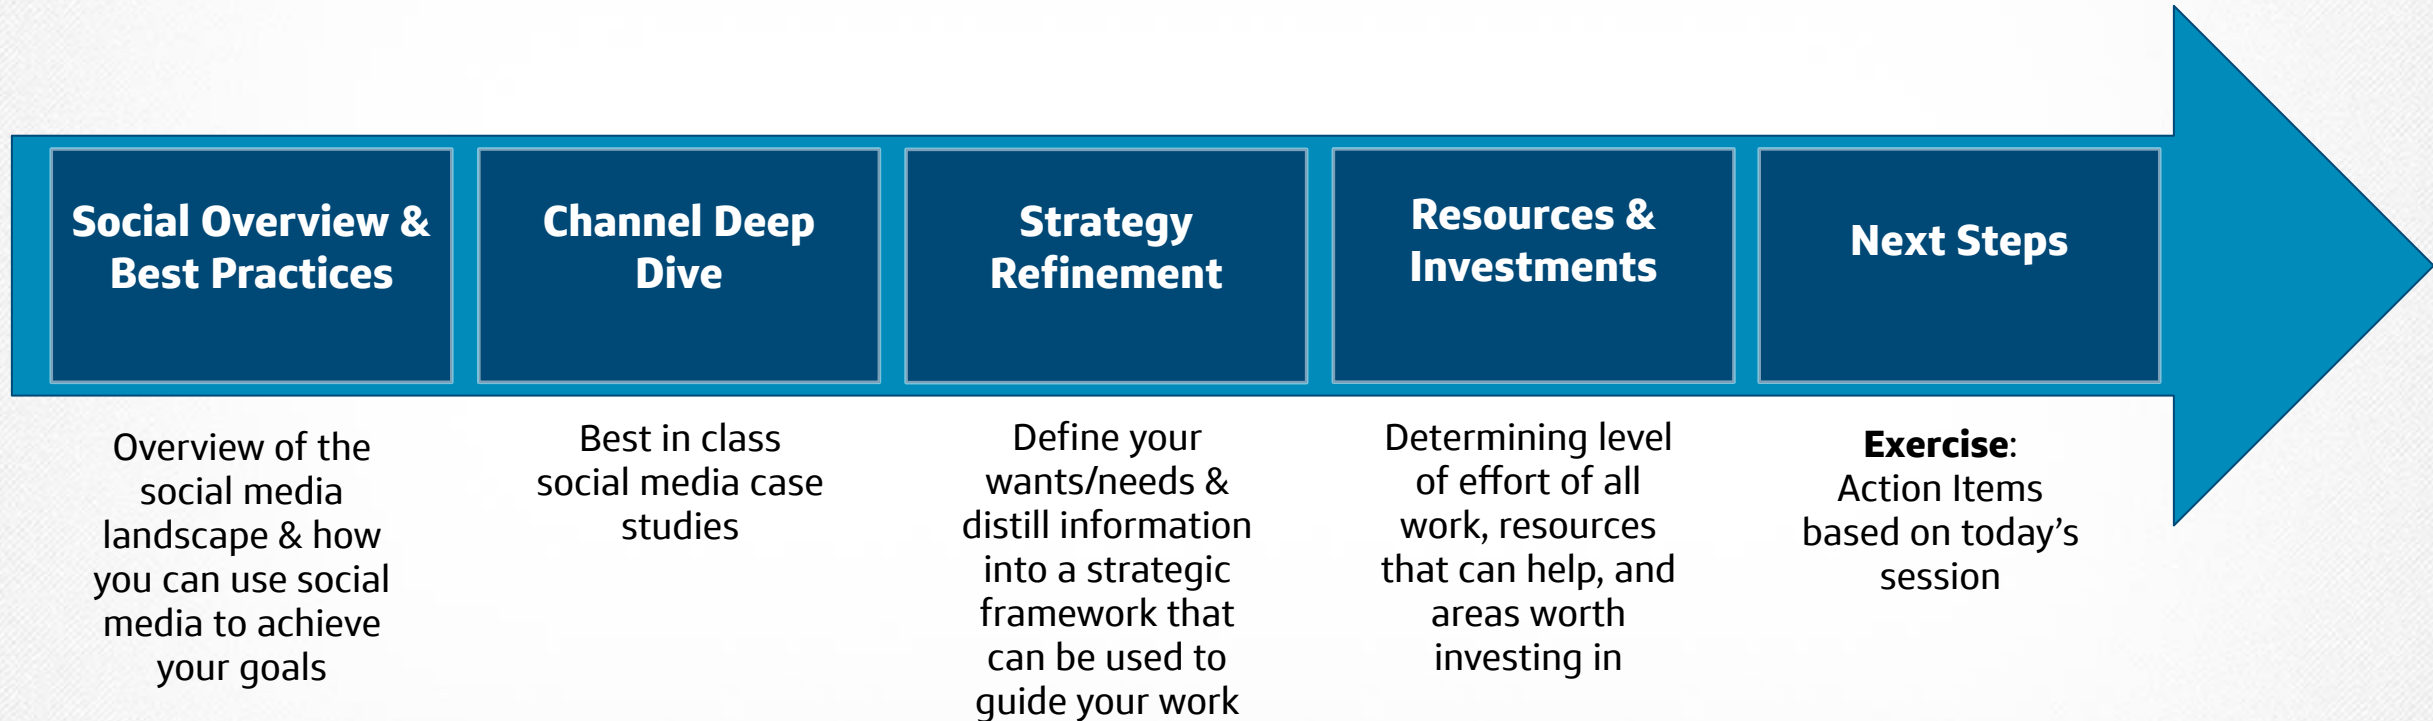 Social Overview &
Best Practices
Channel Deep
Dive
Strategy
Refinement
Resources &
Investments
Next Steps
Overview of the
social media
landscape & how
you can use social
media to achieve
your goals
Best in class
social media case
studies
Define your
wants/needs &
distill information
into a strategic
framework that
can be used to
guide your work
Determining level
of effort of all
work, resources
that can help, and
areas worth
investing in
Exercise:
Action Items
based on today’s
session